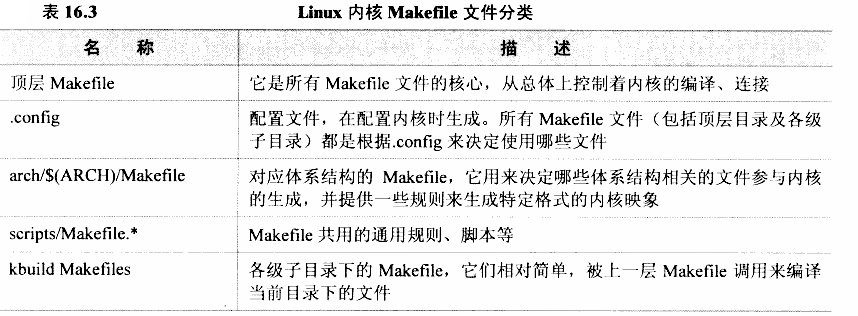 表 16.3 Linux 内核 Makefile 文件分类
名 称 描 述
顶层 Makefile 它是所有 Makefile 文件的核心，从总体上控制着内核的编译、连接
.config 配置文件，在配置内核时生成。所有 Makefile 文件（包括顶层目录及各级
子目录）都是根据.config 来决定使用哪些文件
arch/$(ARCH)/Makefile 对应体系结构的 Makefile，它用来决定哪些体系结构相关的文件参与内核
的生成，并提供一些规则来生成特定格式的内核映象
scripts/Makefile.* Makefile 共用的通用规则、脚本等
kbuild Makefiles 各级子目录下的 Makefile，它们相对简单，被上一层 Makefile 调用来编译
当前目录下的文件